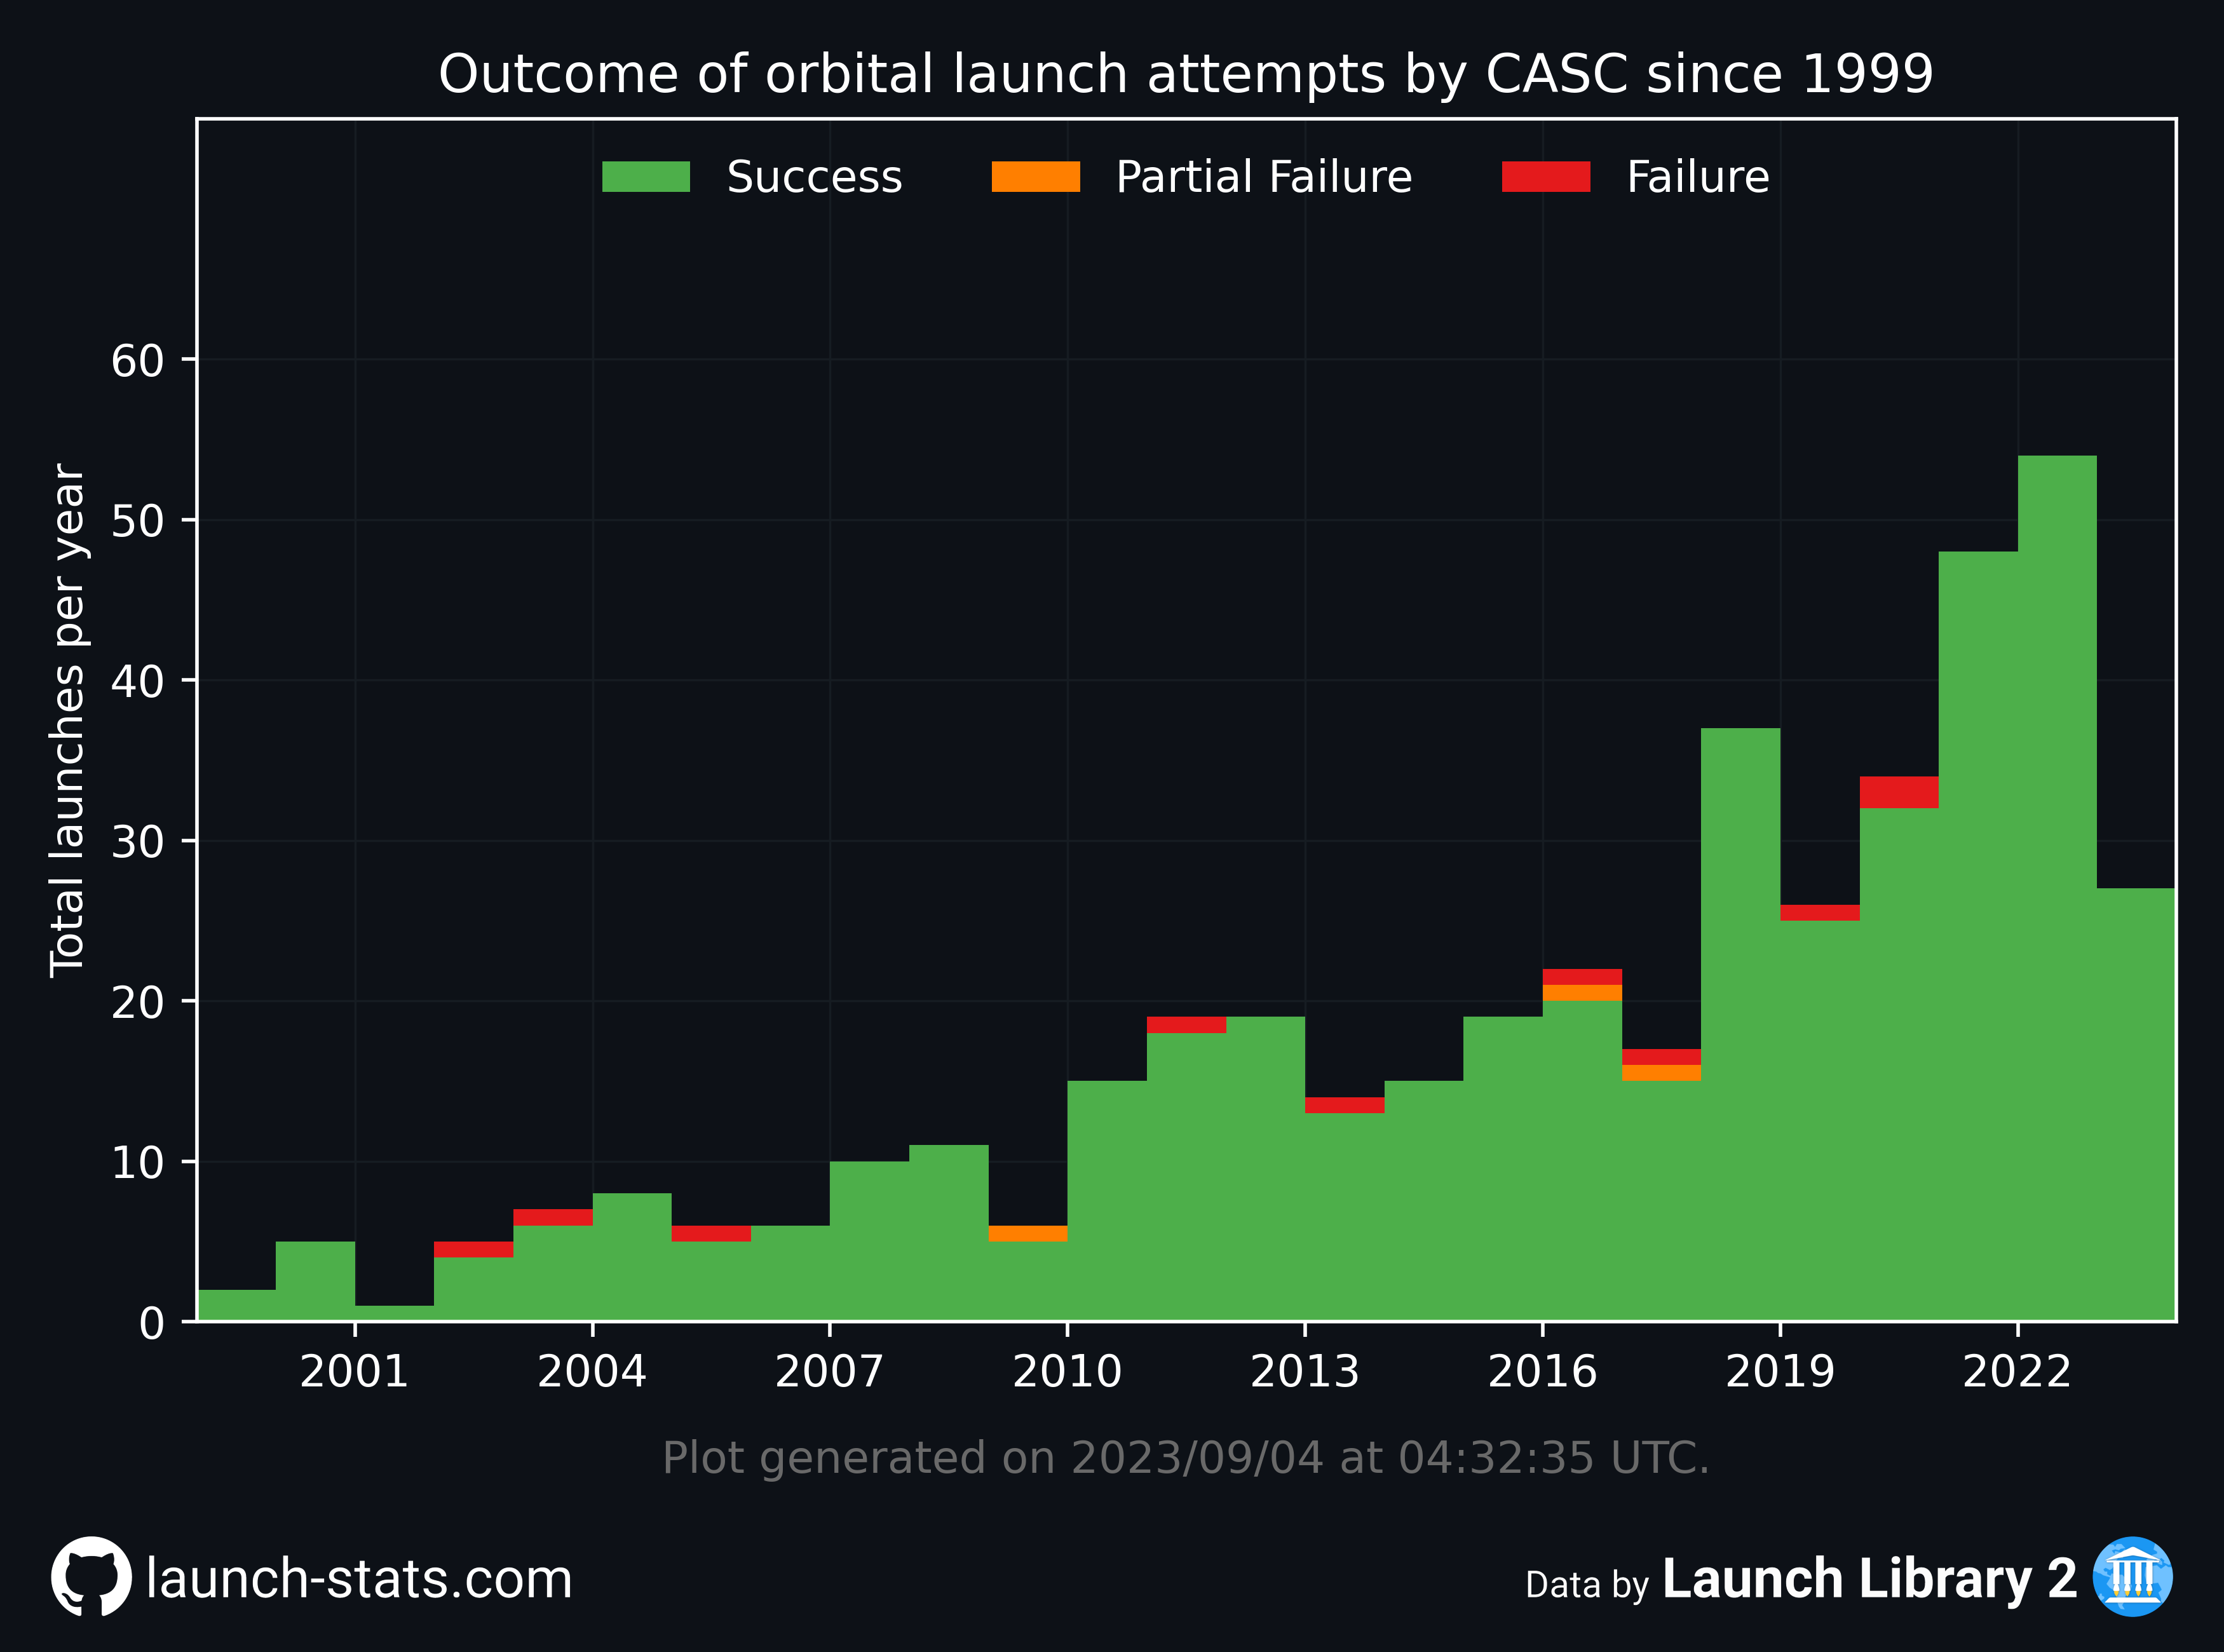 Outcome of orbital launch attempts by CASC since 1999
Success
Partial Failure
Failure
Total launches per year
60
50
40
30
20
10
0
2001
2004
2007
2010
2013
2016
2019
2022
Plot generated on 2023/09/04 at 04:32:35 UTC.
launch-stats.com
Data by Launch Library 2